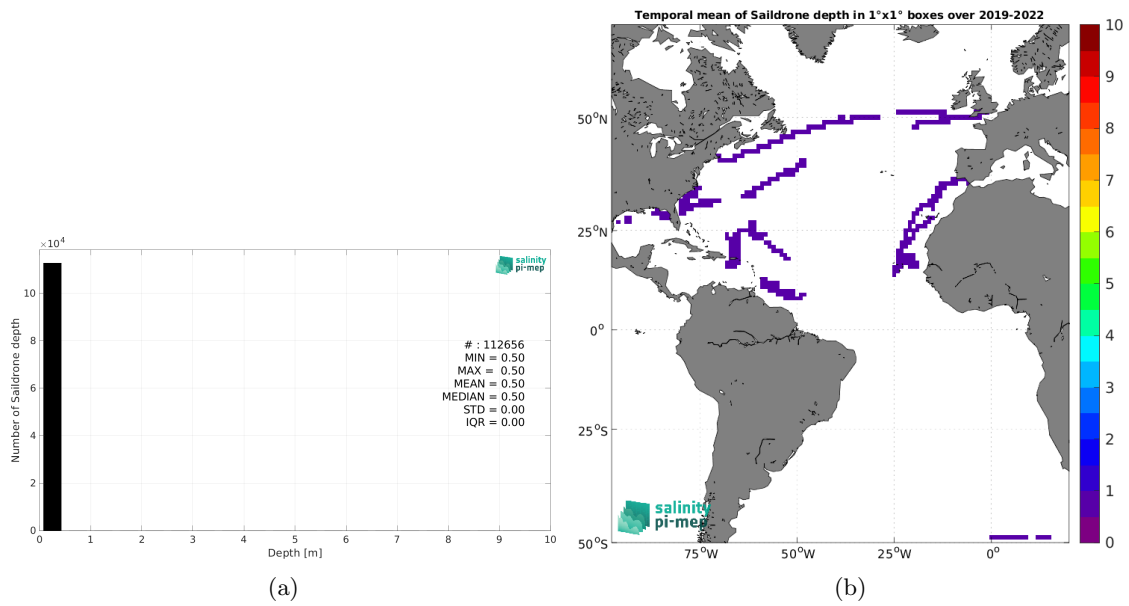 ×10⁴
10
8
6
4
2
0
Number of Saildrone depth
salinity
pi-mep
# : 112656
MIN = 0.50
MAX = 0.50
MEAN = 0.50
MEDIAN = 0.50
STD = 0.00
IQR = 0.00
0 1 2 3 4 5 6 7 8 9 10
Depth [m]
(a)
Temporal mean of Saildrone depth in 1°x1° boxes over 2019-2022
50°N
25°N
0°
25°S
50°S
75°W 50°W 25°W 0°
salinity
pi-mep
10
9
8
7
6
5
4
3
2
1
0
(b)